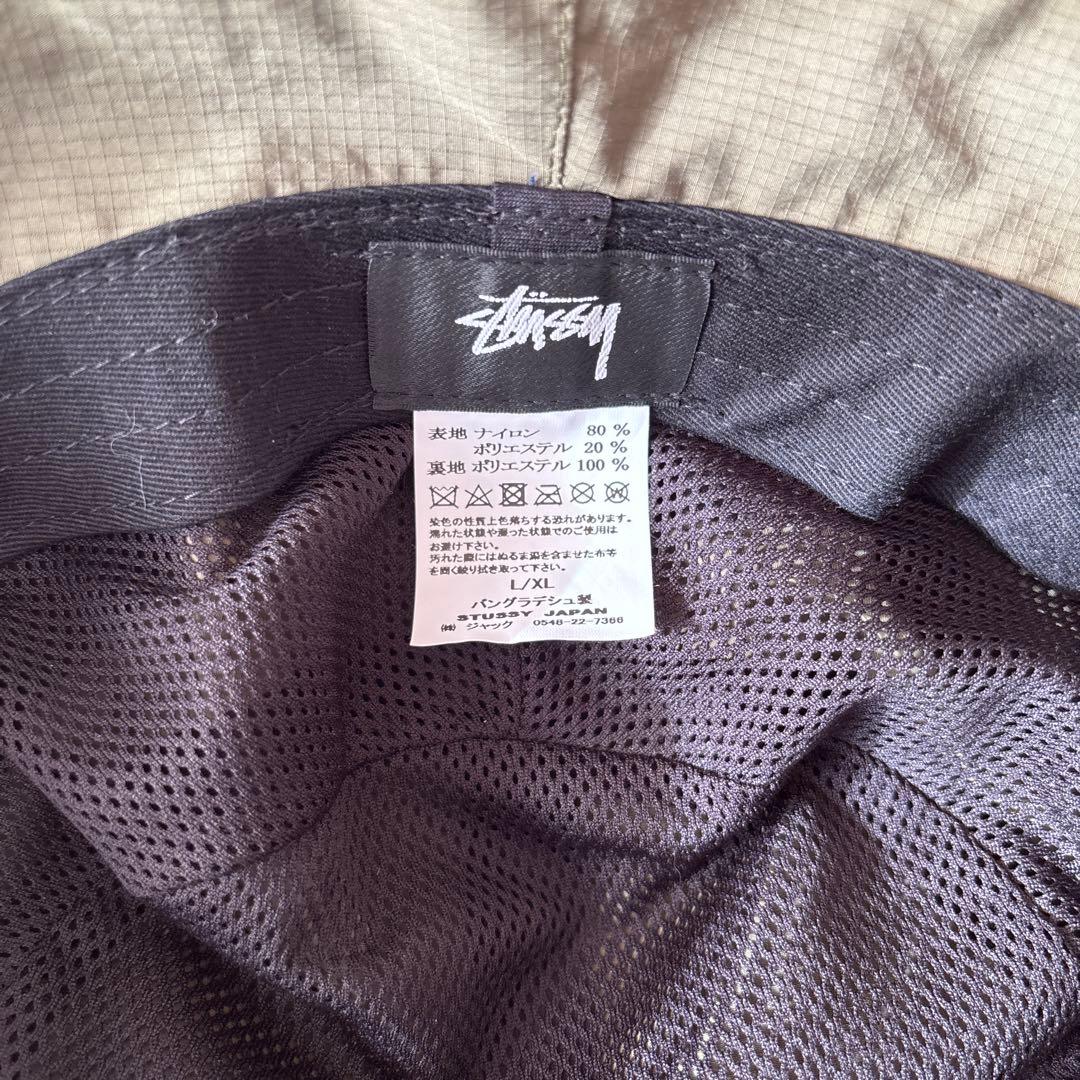 stüssy
表地 ナイロン 80 %
ポリエステル 20 %
裏地 ポリエステル 100 %
染色の性質上色落ちする恐れがあります。
濡れた状態や湿った状態でのご使用は
お避け下さい。
汚れた際にはぬるま湯を含ませた布等
を固く絞り拭き取って下さい。
L/XL
バングラデシュ製
STUSSY JAPAN
㈱ ジャック 0548-22-7366